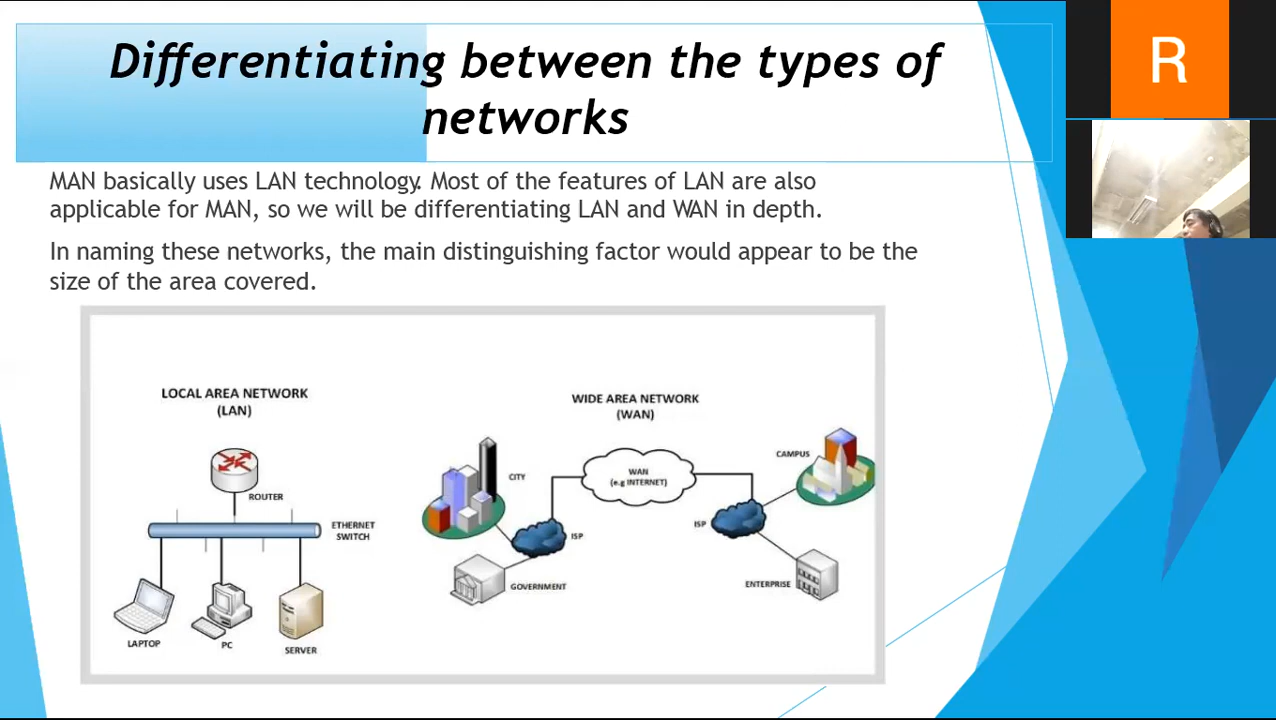 Differentiating between the types of
networks
MAN basically uses LAN technology. Most of the features of LAN are also
applicable for MAN, so we will be differentiating LAN and WAN in depth.
In naming these networks, the main distinguishing factor would appear to be the
size of the area covered.
LOCAL AREA NETWORK
(LAN)
ROUTER
ETHERNET
SWITCH
LAPTOP
PC
SERVER
WIDE AREA NETWORK
(WAN)
CITY
WAN
(e.g INTERNET)
CAMPUS
ISP
ISP
GOVERNMENT
ENTERPRISE
R